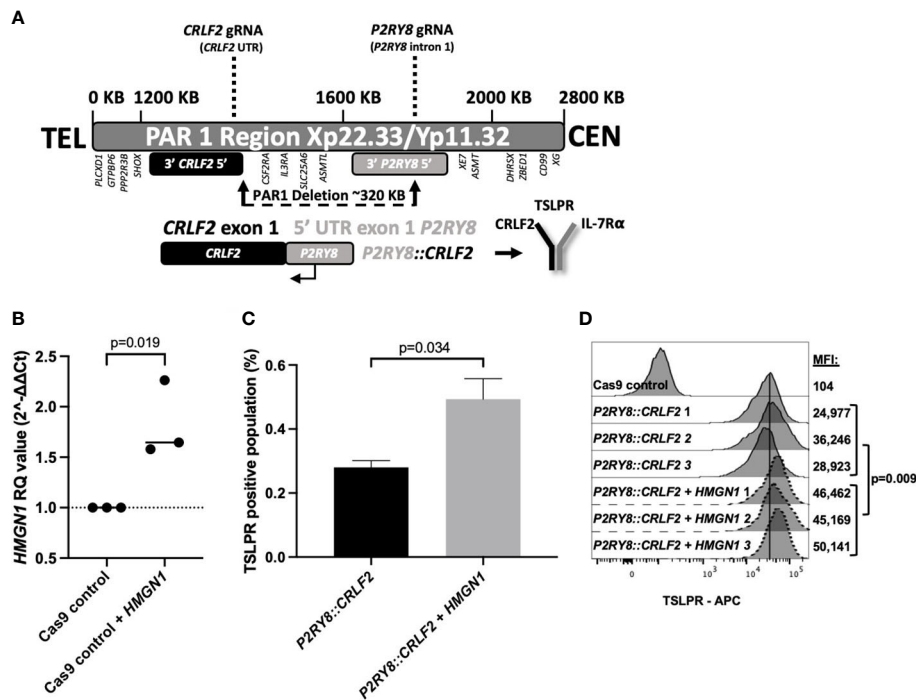 A
CRLF2 gRNA
(CRLF2 UTR)
P2RY8 gRNA
(P2RY8 intron 1)
0 KB 1200 KB 1600 KB 2000 KB 2800 KB
TEL PAR 1 Region Xp22.33/Yp11.32 CEN
PLCXD1
GTPBP6
PPP2R3B
SHOX
3’ CRLF2 5’
CSF2RA
IL3RA
SLC25A6
ASMTL
3’ P2RY8 5’
XE7
ASMT
DHRSX
ZBED1
CD99
XG
PAR1 Deletion ~320 KB
CRLF2 exon 1 5’ UTR exon 1 P2RY8
CRLF2 P2RY8 P2RY8::CRLF2
TSLPR
CRLF2 IL-7Rα
B
HMGN1 RQ value (2^-ΔΔCt)
p=0.019
2.5
2.0
1.5
1.0
0.5
Cas9 control
Cas9 control + HMGN1
C
TSLPR positive population (%)
p=0.034
0.6
0.4
0.2
0.0
P2RY8::CRLF2
P2RY8::CRLF2 + HMGN1
D
MFI:
Cas9 control 104
P2RY8::CRLF2 1 24,977
P2RY8::CRLF2 2 36,246
P2RY8::CRLF2 3 28,923
p=0.009
P2RY8::CRLF2 + HMGN1 1 46,462
P2RY8::CRLF2 + HMGN1 2 45,169
P2RY8::CRLF2 + HMGN1 3 50,141
0 10³ 10⁴ 10⁵
TSLPR - APC